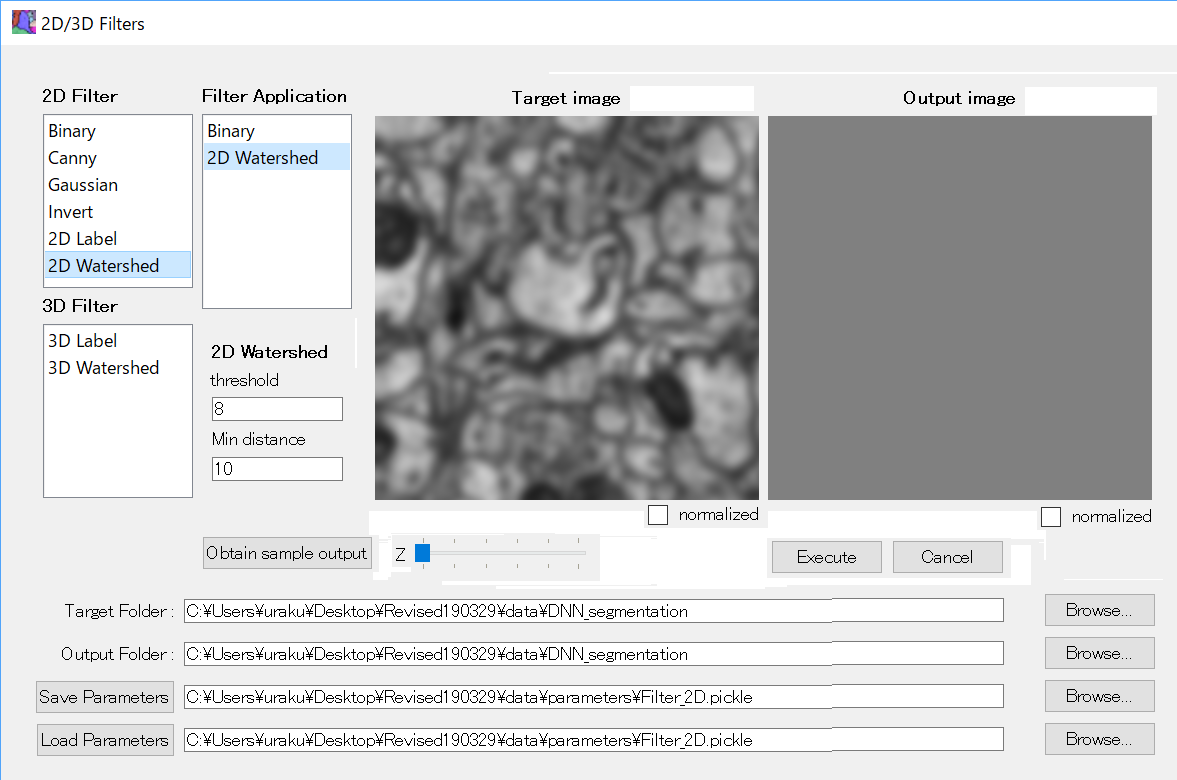 2D/3D Filters
2D Filter
Binary
Canny
Gaussian
Invert
2D Label
2D Watershed
3D Filter
3D Label
3D Watershed
Filter Application
Binary
2D Watershed
2D Watershed
threshold
8
Min distance
10
Target image
Output image
normalized
normalized
Obtain sample output
Z
Execute
Cancel
Target Folder :
C:¥Users¥uraku¥Desktop¥Revised190329¥data¥DNN_segmentation
Browse...
Output Folder :
C:¥Users¥uraku¥Desktop¥Revised190329¥data¥DNN_segmentation
Browse...
Save Parameters
C:¥Users¥uraku¥Desktop¥Revised190329¥data¥parameters¥Filter_2D.pickle
Browse...
Load Parameters
C:¥Users¥uraku¥Desktop¥Revised190329¥data¥parameters¥Filter_2D.pickle
Browse...